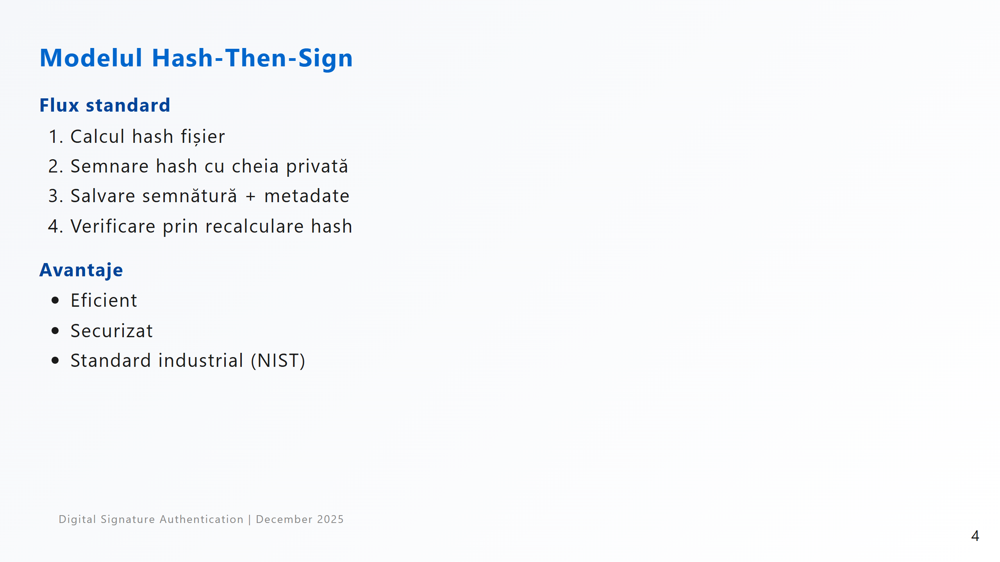 Modelul Hash-Then-Sign
Flux standard
1. Calcul hash fișier
2. Semnare hash cu cheia privată
3. Salvare semnătură + metadate
4. Verificare prin recalculare hash
Avantaje
• Eficient
• Securizat
• Standard industrial (NIST)
Digital Signature Authentication | December 2025
4